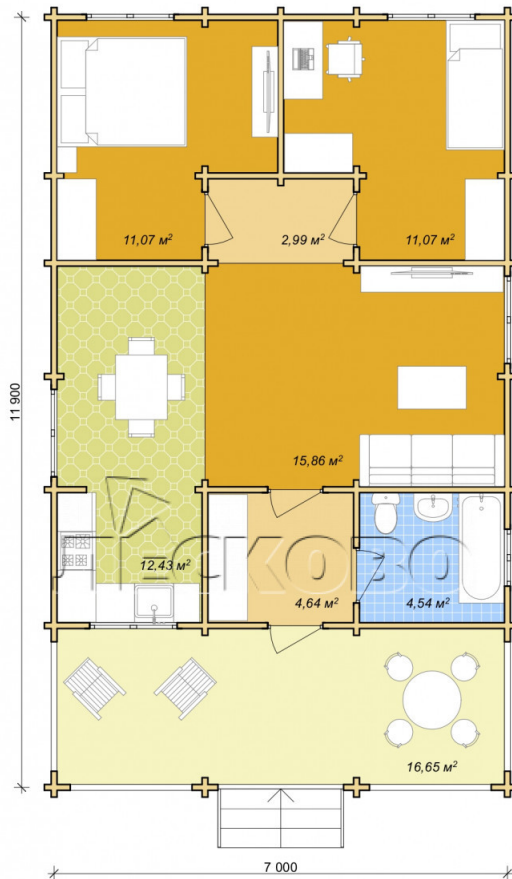 11,07 м²
2,99 м²
11,07 м²
11 900
15,86 м²
12,43 м²
4,64 м²
4,54 м²
16,65 м²
7 000